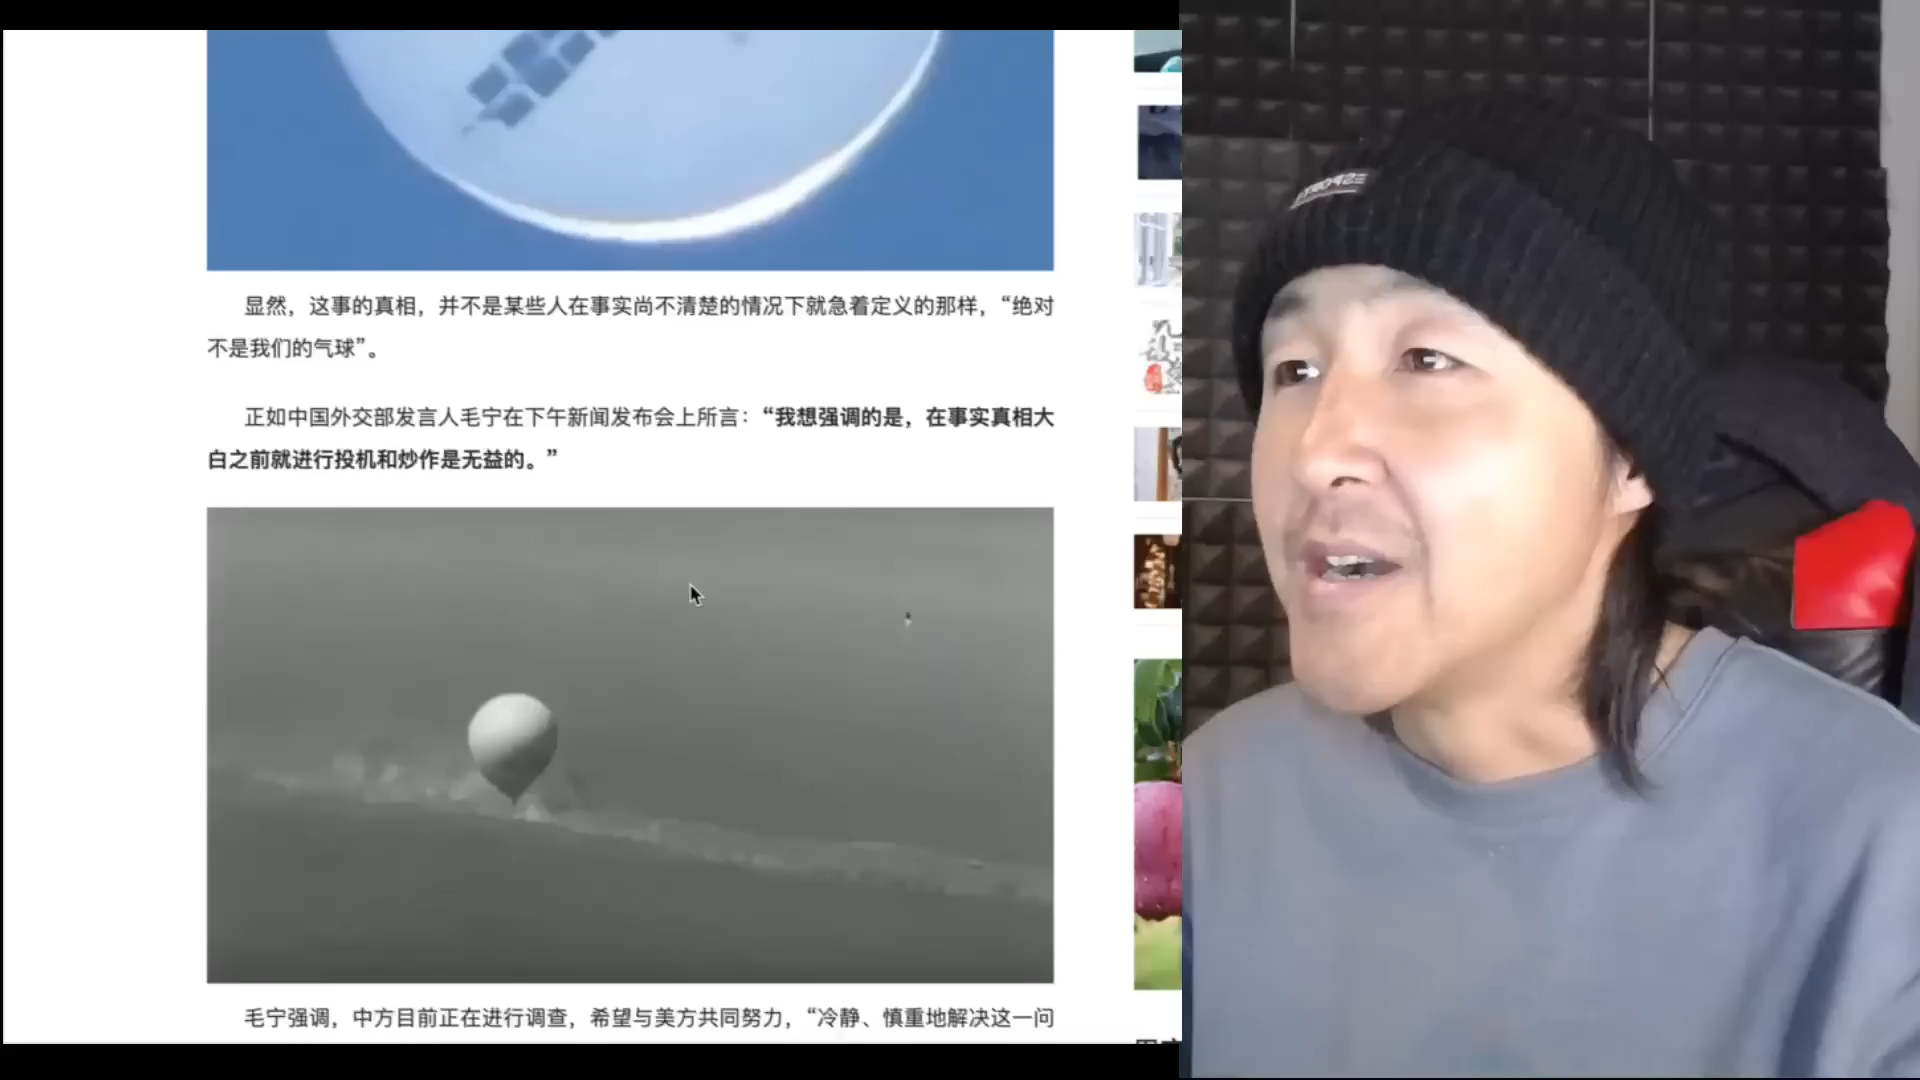 显然，这事的真相，并不是某些人在事实尚不清楚的情况下就急着定义的那样，“绝对
不是我们的气球”。
正如中国外交部发言人毛宁在下午新闻发布会上所言：“我想强调的是，在事实真相大
白之前就进行投机和炒作是无益的。”
毛宁强调，中方目前正在进行调查，希望与美方共同努力，“冷静、慎重地解决这一问